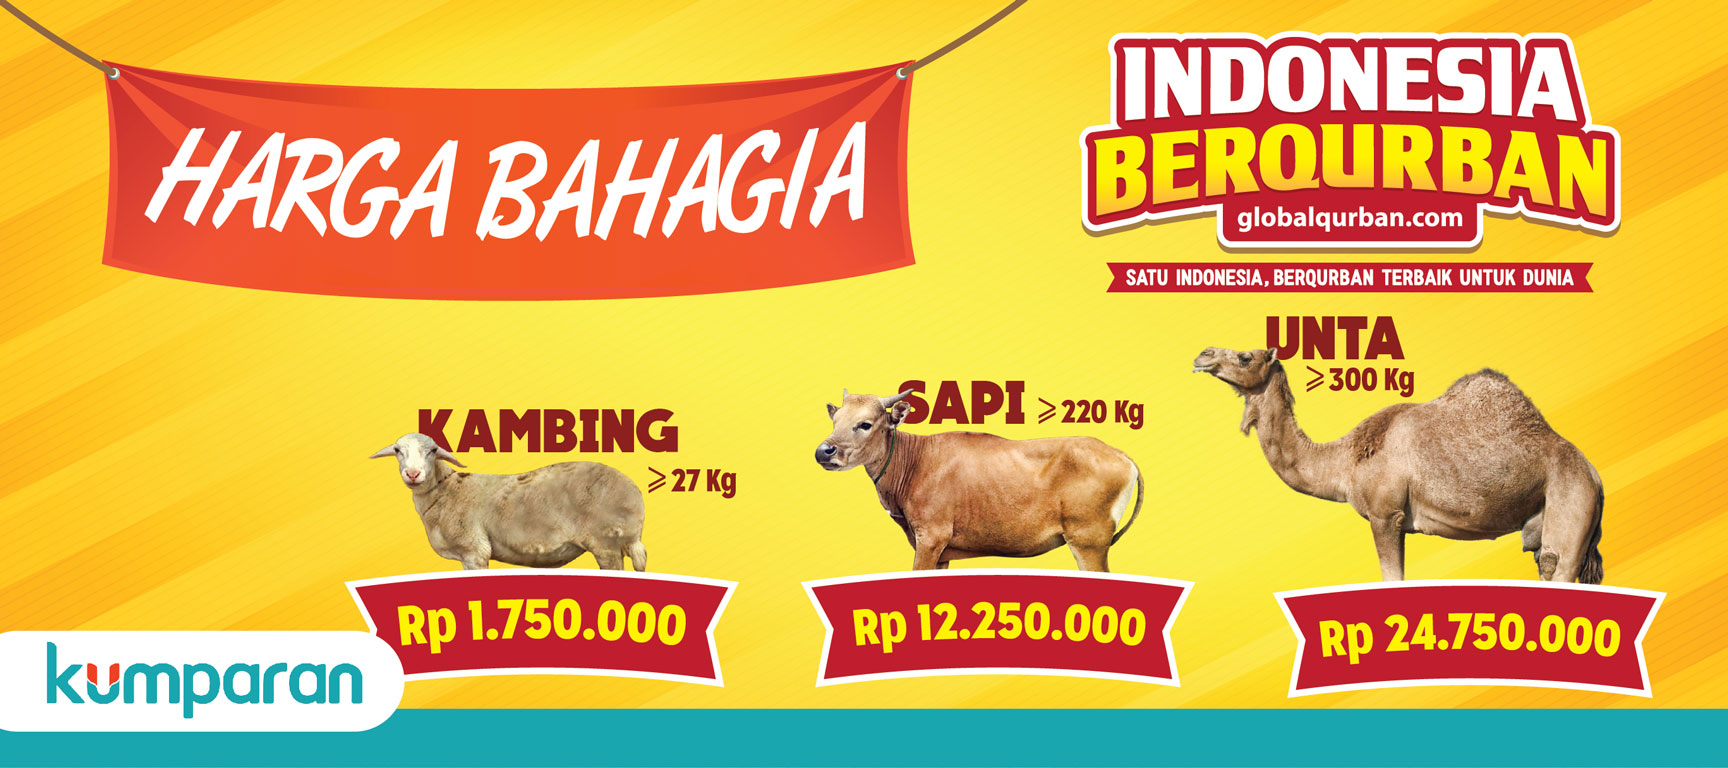 HARGA BAHAGIA
INDONESIA
BERQURBAN
globalqurban.com
SATU INDONESIA, BERQURBAN TERBAIK UNTUK DUNIA
KAMBING
⩾ 27 Kg
Rp 1.750.000
SAPI ⩾ 220 Kg
Rp 12.250.000
UNTA
⩾ 300 Kg
Rp 24.750.000
kumparan